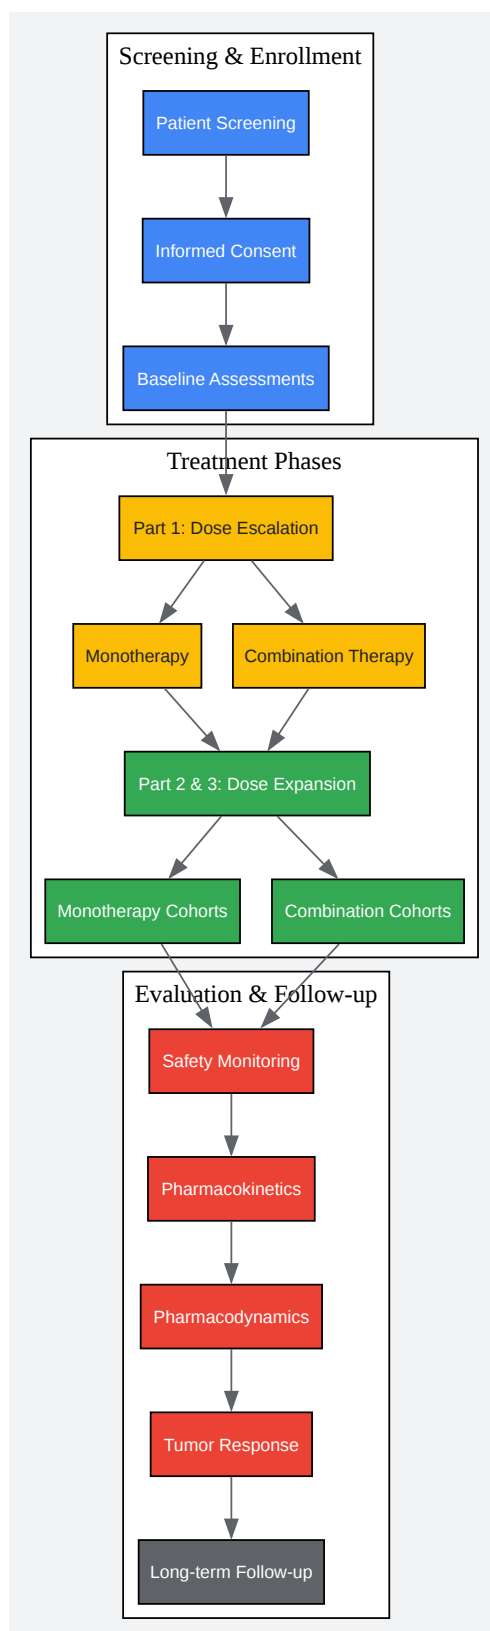 Screening & Enrollment
Patient Screening
Informed Consent
Baseline Assessments
Treatment Phases
Part 1: Dose Escalation
Monotherapy
Combination Therapy
Part 2 & 3: Dose Expansion
Monotherapy Cohorts
Combination Cohorts
Evaluation & Follow-up
Safety Monitoring
Pharmacokinetics
Pharmacodynamics
Tumor Response
Long-term Follow-up